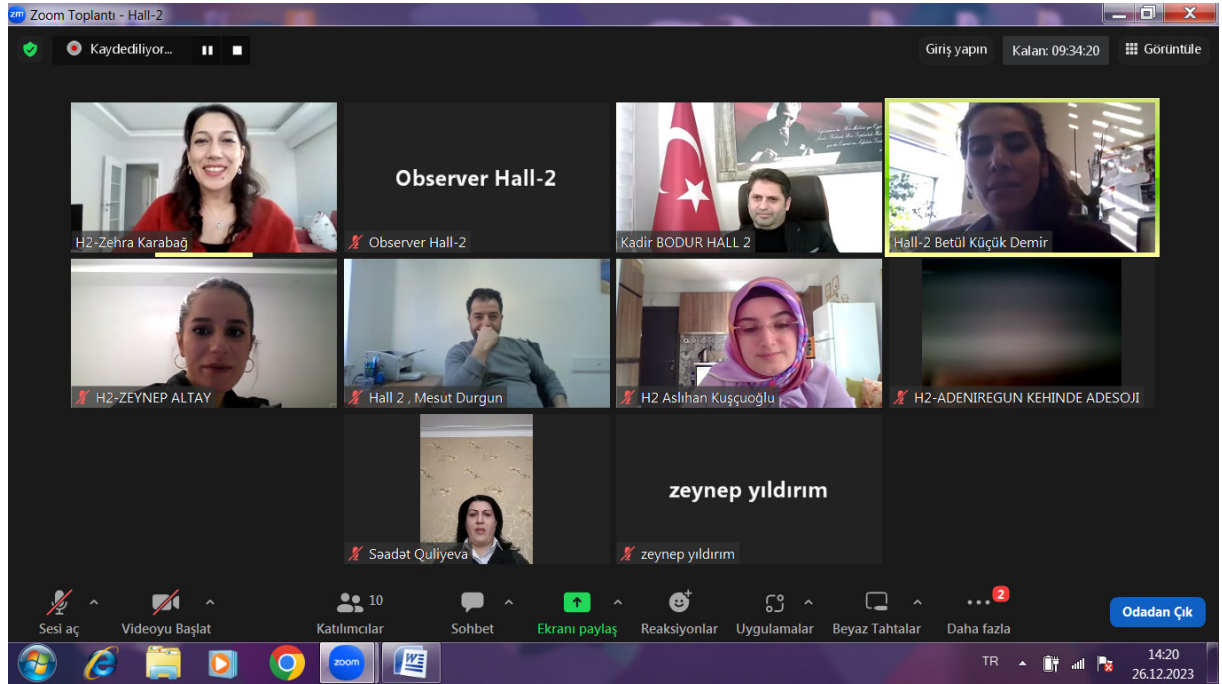 zm Zoom Toplantı - Hall-2
Kaydediliyor...
Giriş yapın
Kalan: 09:34:20
Görüntüle
H2-Zehra Karabağ
Observer Hall-2
Observer Hall-2
Kadir BODUR HALL 2
Hall-2 Betül Küçük Demir
H2-ZEYNEP ALTAY
Hall 2 , Mesut Durgun
H2 Aslıhan Kuşçuoğlu
H2-ADENIREGUN KEHINDE ADESOJI
Səadət Quliyeva
zeynep yıldırım
zeynep yıldırım
Sesi aç
Videoyu Başlat
10
Katılımcılar
Sohbet
Ekranı paylaş
Reaksiyonlar
Uygulamalar
Beyaz Tahtalar
2
Daha fazla
Odadan Çık
zoom
W
TR
14:20
26.12.2023